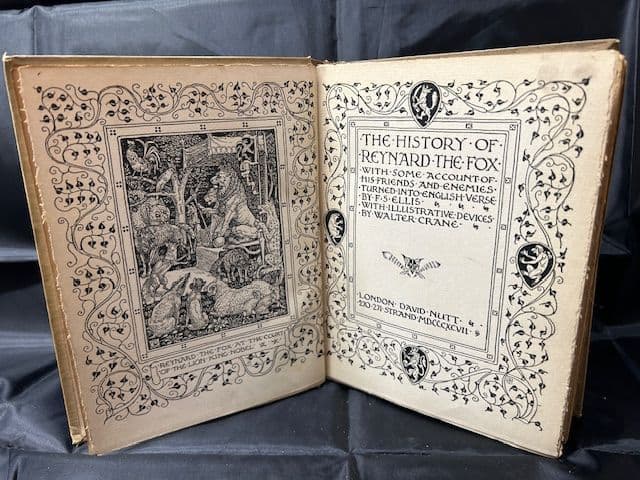 REYNARD·THE·FOX·AT·THE·COURT
OF·THE·LION·KING·NOBEL·
THE·HISTORY·OF·
REYNARD·THE·FOX·
WITH·SOME·ACCOUNT·OF·
HIS·FRIENDS·AND·ENEMIES·
TURNED·INTO·ENGLISH·VERSE
BY·F·S·ELLIS·
WITH·ILLUSTRATIVE·DEVICES·
BY·WALTER·CRANE·
LONDON·DAVID·NUTT·
270·271·STRAND·MDCCCXCVII·